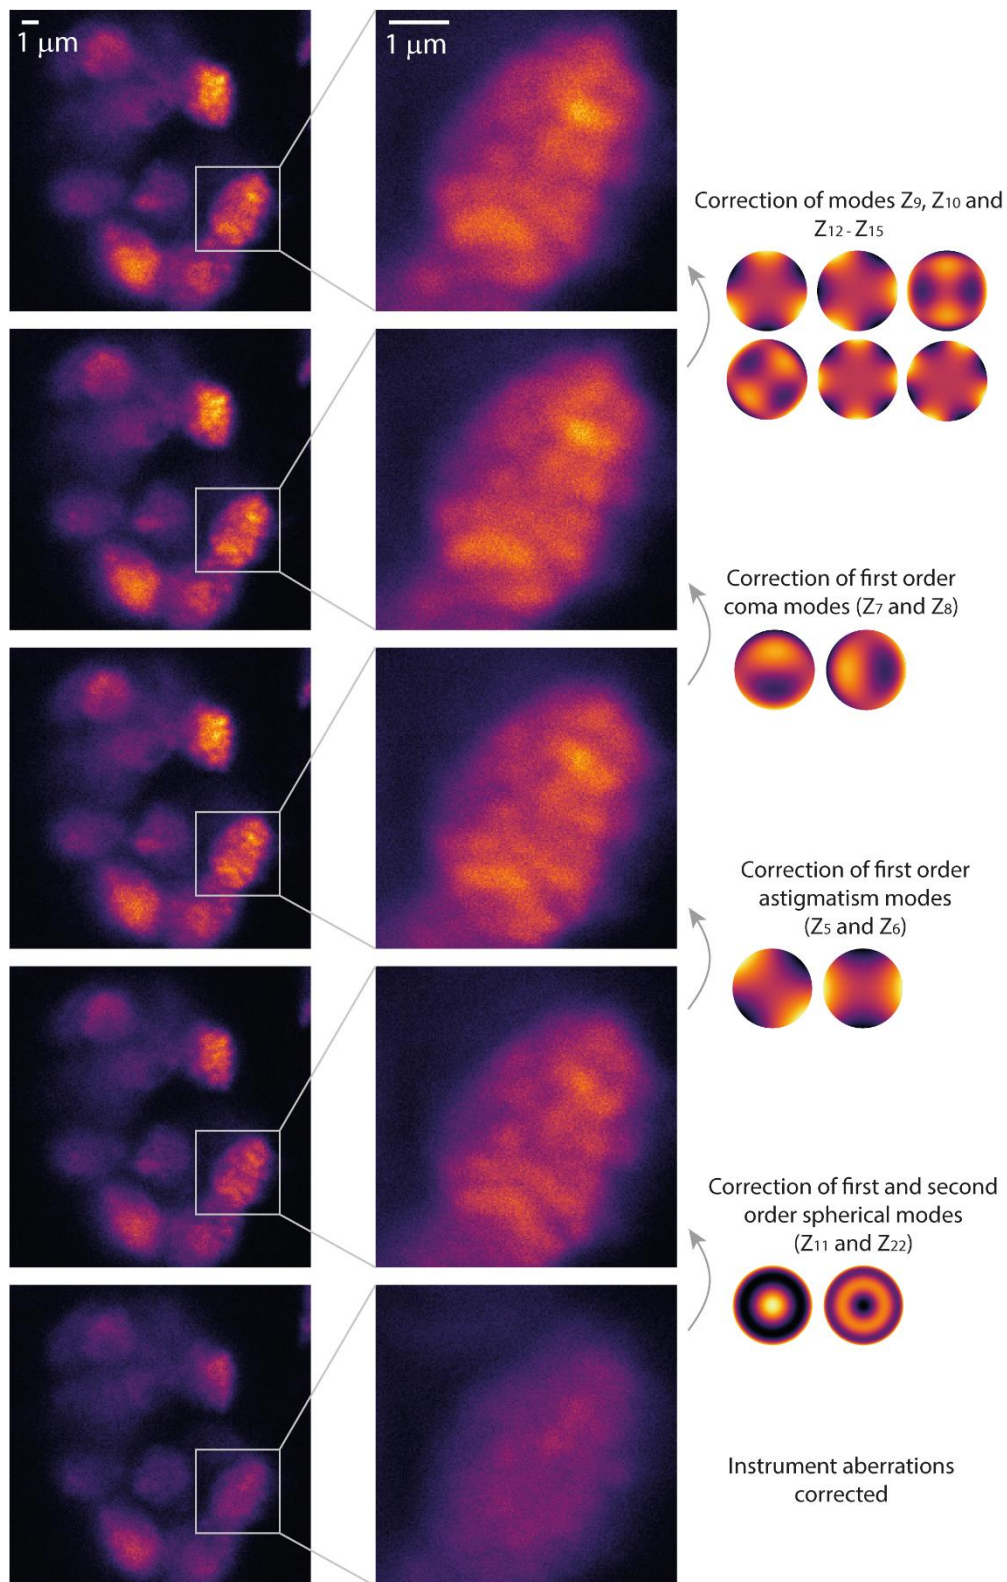 1 μm
1 μm
Correction of modes Z₉, Z₁₀ and
Z₁₂ - Z₁₅
Correction of first order
coma modes (Z₇ and Z₈)
Correction of first order
astigmatism modes
(Z₅ and Z₆)
Correction of first and second
order spherical modes
(Z₁₁ and Z₂₂)
Instrument aberrations
corrected